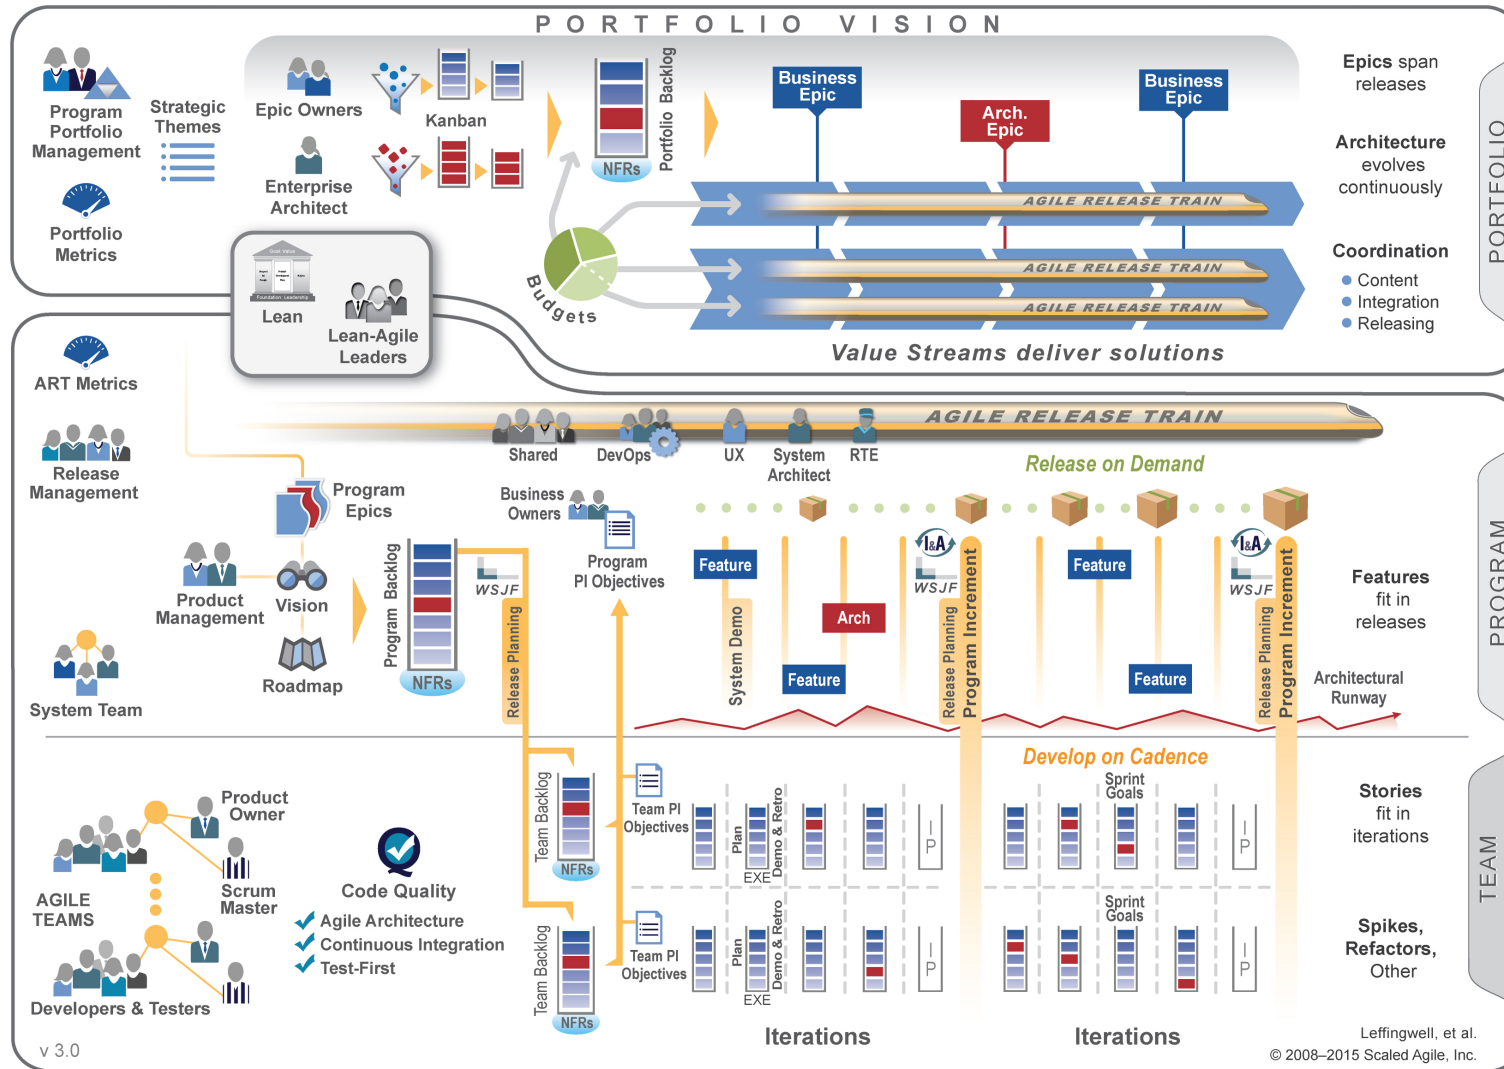 PORTFOLIO VISION
Program
Portfolio
Management
Strategic
Themes
Portfolio
Metrics
Epic Owners
Enterprise
Architect
Kanban
Portfolio Backlog
NFRs
Business
Epic
Arch.
Epic
Business
Epic
AGILE RELEASE TRAIN
AGILE RELEASE TRAIN
AGILE RELEASE TRAIN
Budgets
Value Streams deliver solutions
Epics span
releases
Architecture
evolves
continuously
Coordination
Content
Integration
Releasing
PORTFOLIO
Foundation Leadership
Lean
Lean-Agile
Leaders
ART Metrics
Release
Management
Product
Management
System Team
Program
Epics
Vision
Roadmap
Program Backlog
NFRs
WSJF
Release Planning
AGILE RELEASE TRAIN
Shared
DevOps
UX
System
Architect
RTE
Business
Owners
Program
PI Objectives
Release on Demand
Feature
System Demo
Arch
Feature
I&A
WSJF
Release Planning
Program Increment
Feature
Feature
I&A
WSJF
Release Planning
Program Increment
Features
fit in
releases
Architectural
Runway
PROGRAM
Develop on Cadence
AGILE
TEAMS
Product
Owner
Scrum
Master
Developers & Testers
Code Quality
Agile Architecture
Continuous Integration
Test-First
Team Backlog
NFRs
Team PI
Objectives
Plan
EXE
Demo & Retro
I
P
Sprint
Goals
I
P
Team Backlog
NFRs
Team PI
Objectives
Plan
EXE
Demo & Retro
I
P
Sprint
Goals
I
P
Iterations
Iterations
Stories
fit in
iterations
Spikes,
Refactors,
Other
TEAM
v 3.0
Leffingwell, et al.
© 2008–2015 Scaled Agile, Inc.